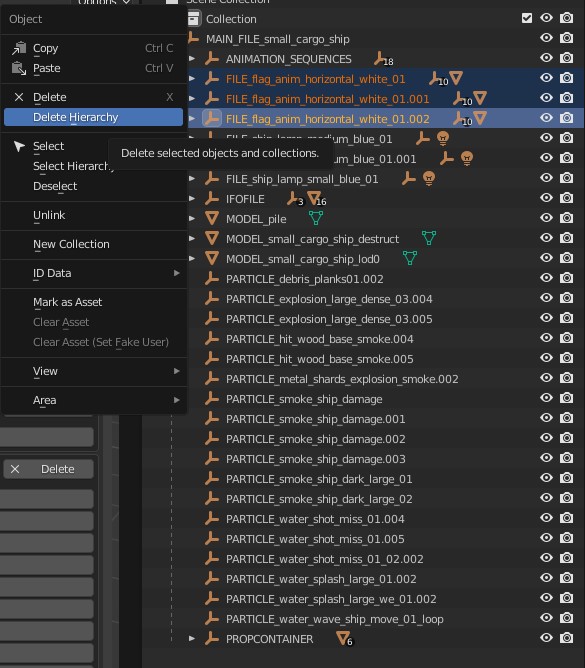 Options
Scene Collection
Object
Copy Ctrl C
Paste Ctrl V
Delete X
Delete Hierarchy
Delete selected objects and collections.
Select
Select Hierarchy
Deselect
Unlink
New Collection
ID Data
Mark as Asset
Clear Asset
Clear Asset (Set Fake User)
View
Area
Delete
Collection
MAIN_FILE_small_cargo_ship
ANIMATION_SEQUENCES 18
FILE_flag_anim_horizontal_white_01 10
FILE_flag_anim_horizontal_white_01.001 10
FILE_flag_anim_horizontal_white_01.002 10
FILE_ship_lamp_medium_blue_01
um_blue_01.001
FILE_ship_lamp_small_blue_01
IFOFILE 3 16
MODEL_pile
MODEL_small_cargo_ship_destruct
MODEL_small_cargo_ship_lod0
PARTICLE_debris_planks01.002
PARTICLE_explosion_large_dense_03.004
PARTICLE_explosion_large_dense_03.005
PARTICLE_hit_wood_base_smoke.004
PARTICLE_hit_wood_base_smoke.005
PARTICLE_metal_shards_explosion_smoke.002
PARTICLE_smoke_ship_damage
PARTICLE_smoke_ship_damage.001
PARTICLE_smoke_ship_damage.002
PARTICLE_smoke_ship_damage.003
PARTICLE_smoke_ship_dark_large_01
PARTICLE_smoke_ship_dark_large_02
PARTICLE_water_shot_miss_01.004
PARTICLE_water_shot_miss_01.005
PARTICLE_water_shot_miss_01_02.002
PARTICLE_water_splash_large_01.002
PARTICLE_water_splash_large_we_01.002
PARTICLE_water_wave_ship_move_01_loop
PROPCONTAINER 6